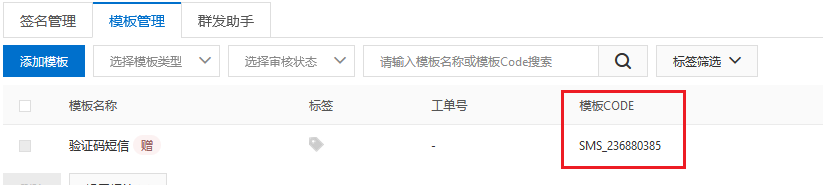 签名管理 模板管理 群发助手
添加模板 选择模板类型 选择审核状态 请输入模板名称或模板Code搜索 标签筛选
模板名称 标签 工单号 模板CODE
验证码短信 赠 - SMS_236880385